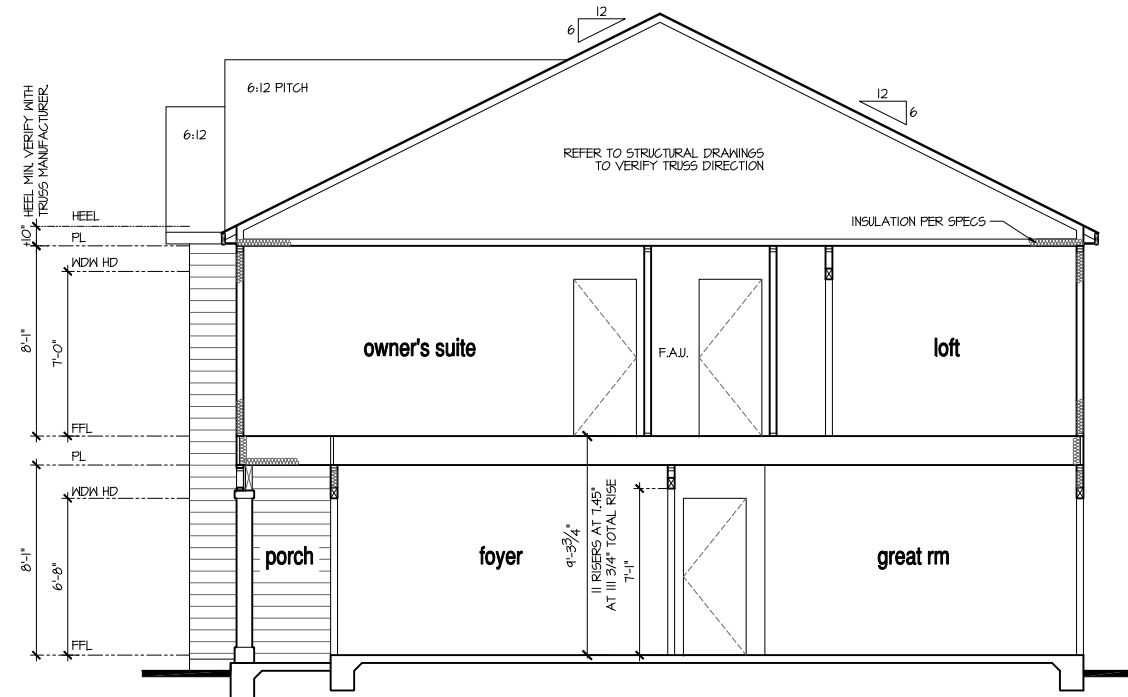 12
6
6:12 PITCH
12
6
6:12
+10" HEEL MIN. VERIFY WITH
TRUSS MANUFACTURER.
REFER TO STRUCTURAL DRAWINGS
TO VERIFY TRUSS DIRECTION
HEEL
INSULATION PER SPECS
PL
WDW HD
8'-1"
7'-0"
owner's suite
F.A.U.
loft
FFL
PL
WDW HD
8'-1"
6'-8"
porch
foyer
9'-3 3/4"
11 RISERS AT 7.45"
AT 111 3/4" TOTAL RISE
7'-1"
great rm
FFL